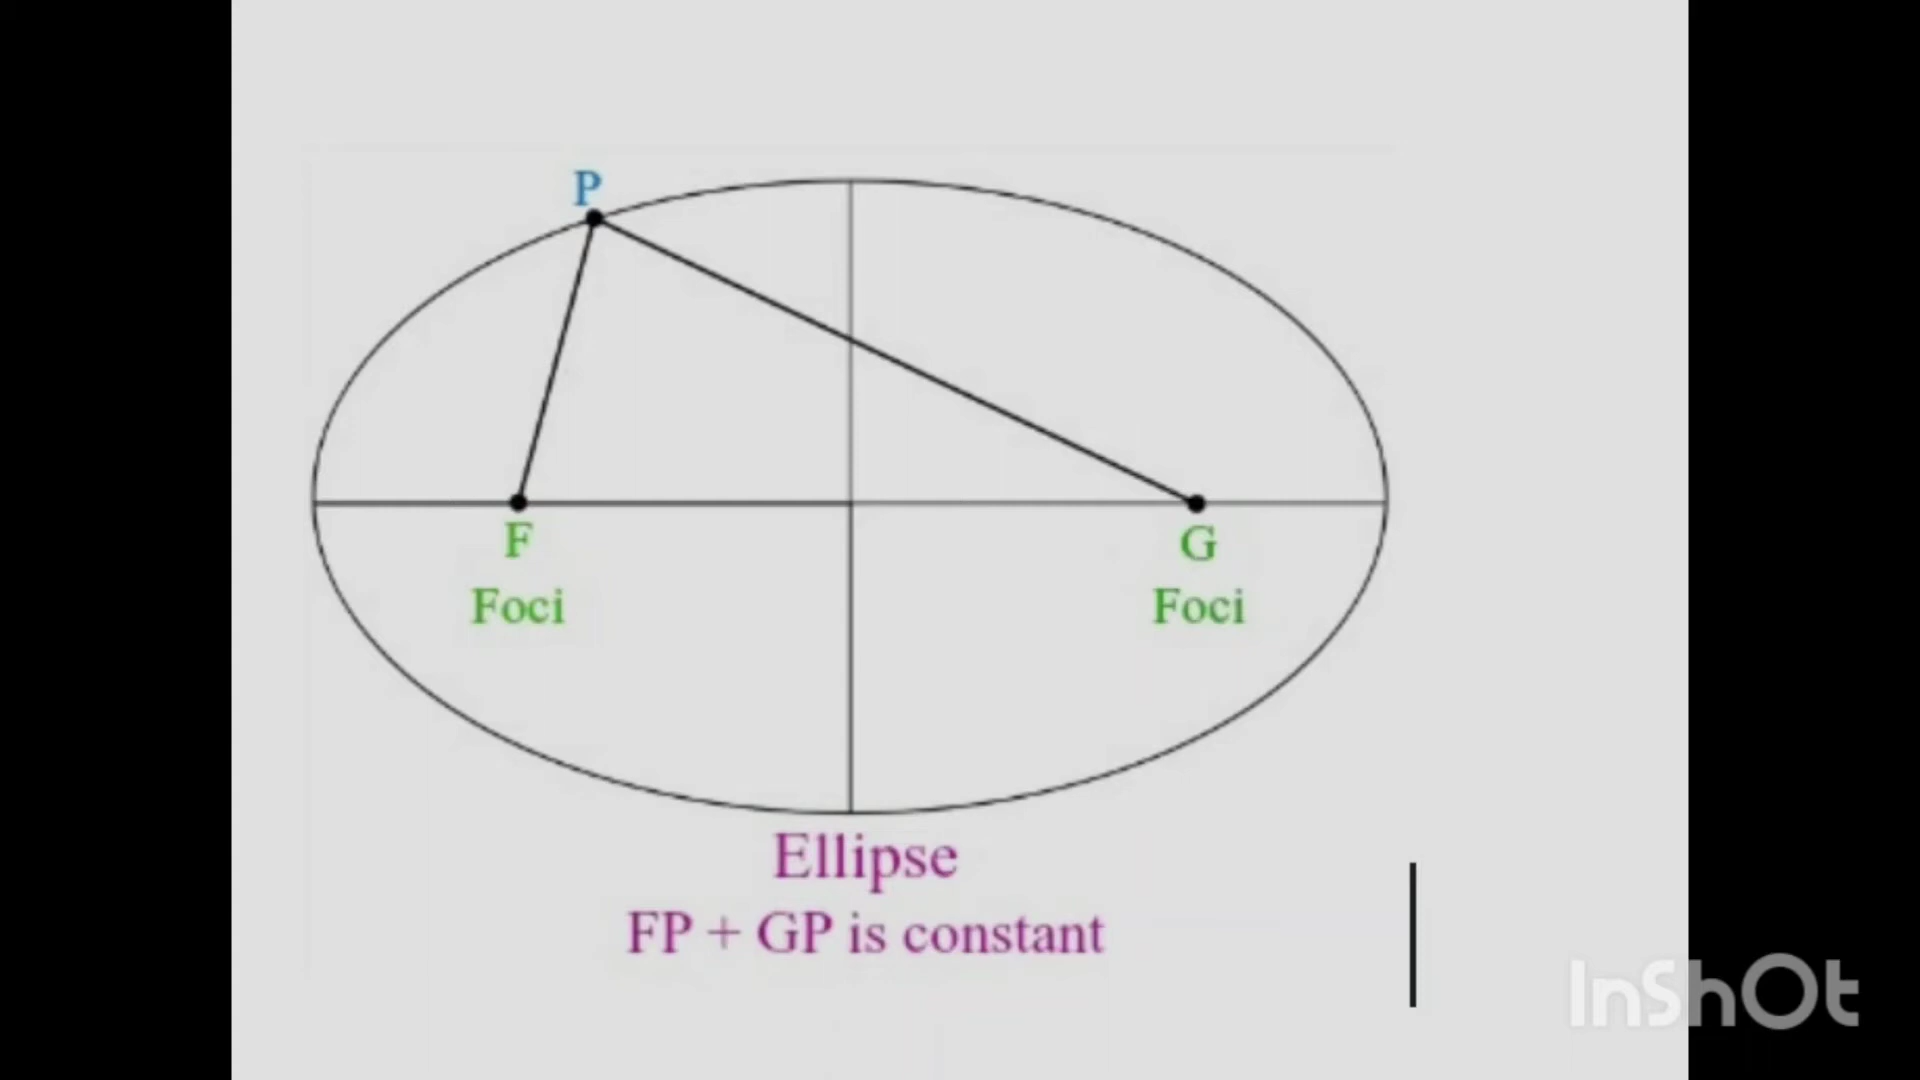 P
F
G
Foci
Foci
Ellipse
FP + GP is constant
InShOt